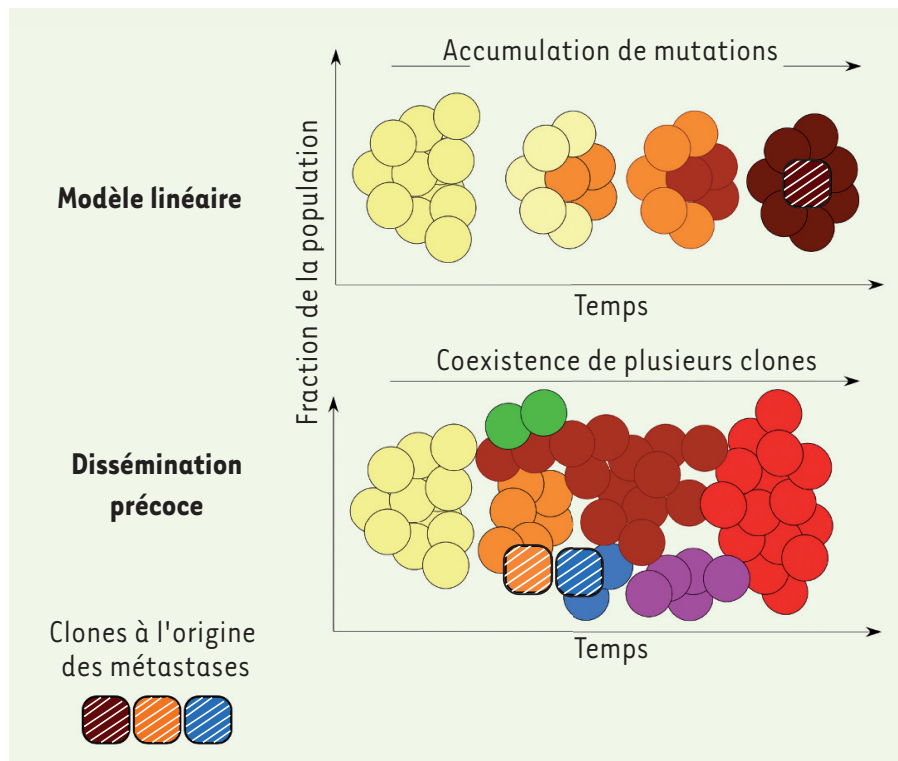 Accumulation de mutations
Modèle linéaire
Fraction de la population
Temps
Coexistence de plusieurs clones
Dissémination
précoce
Temps
Clones à l'origine
des métastases